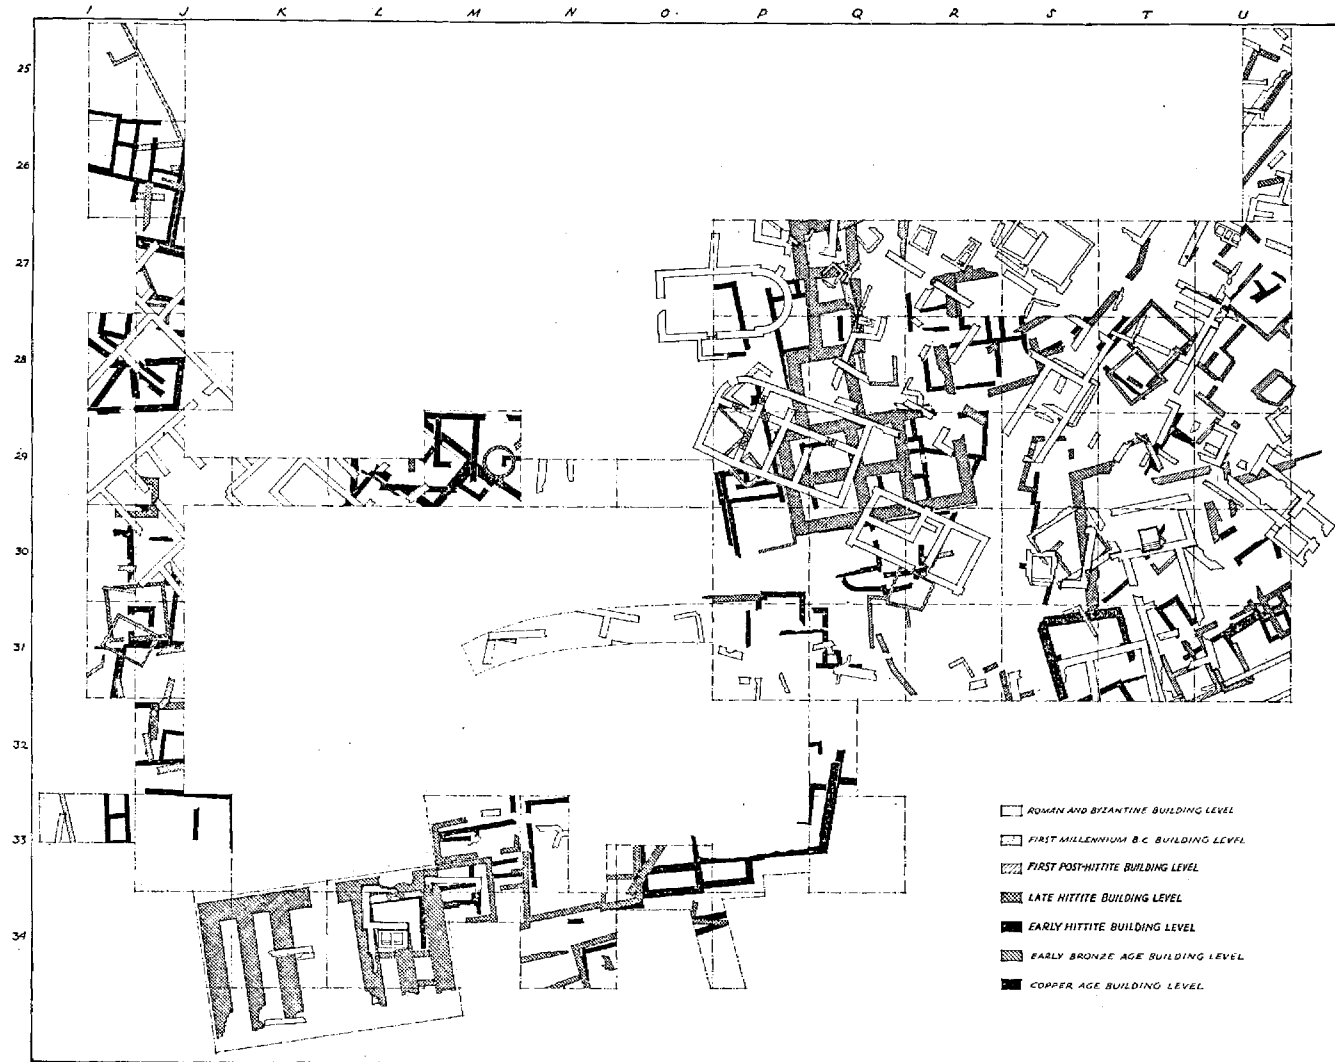 I J K L M N O. P Q R S T U
25
26
27
28
29
30
31
32
33
34
ROMAN AND BYZANTINE BUILDING LEVEL
FIRST MILLENNIUM B.C. BUILDING LEVEL
FIRST POST-HITTITE BUILDING LEVEL
LATE HITTITE BUILDING LEVEL
EARLY HITTITE BUILDING LEVEL
EARLY BRONZE AGE BUILDING LEVEL
COPPER AGE BUILDING LEVEL